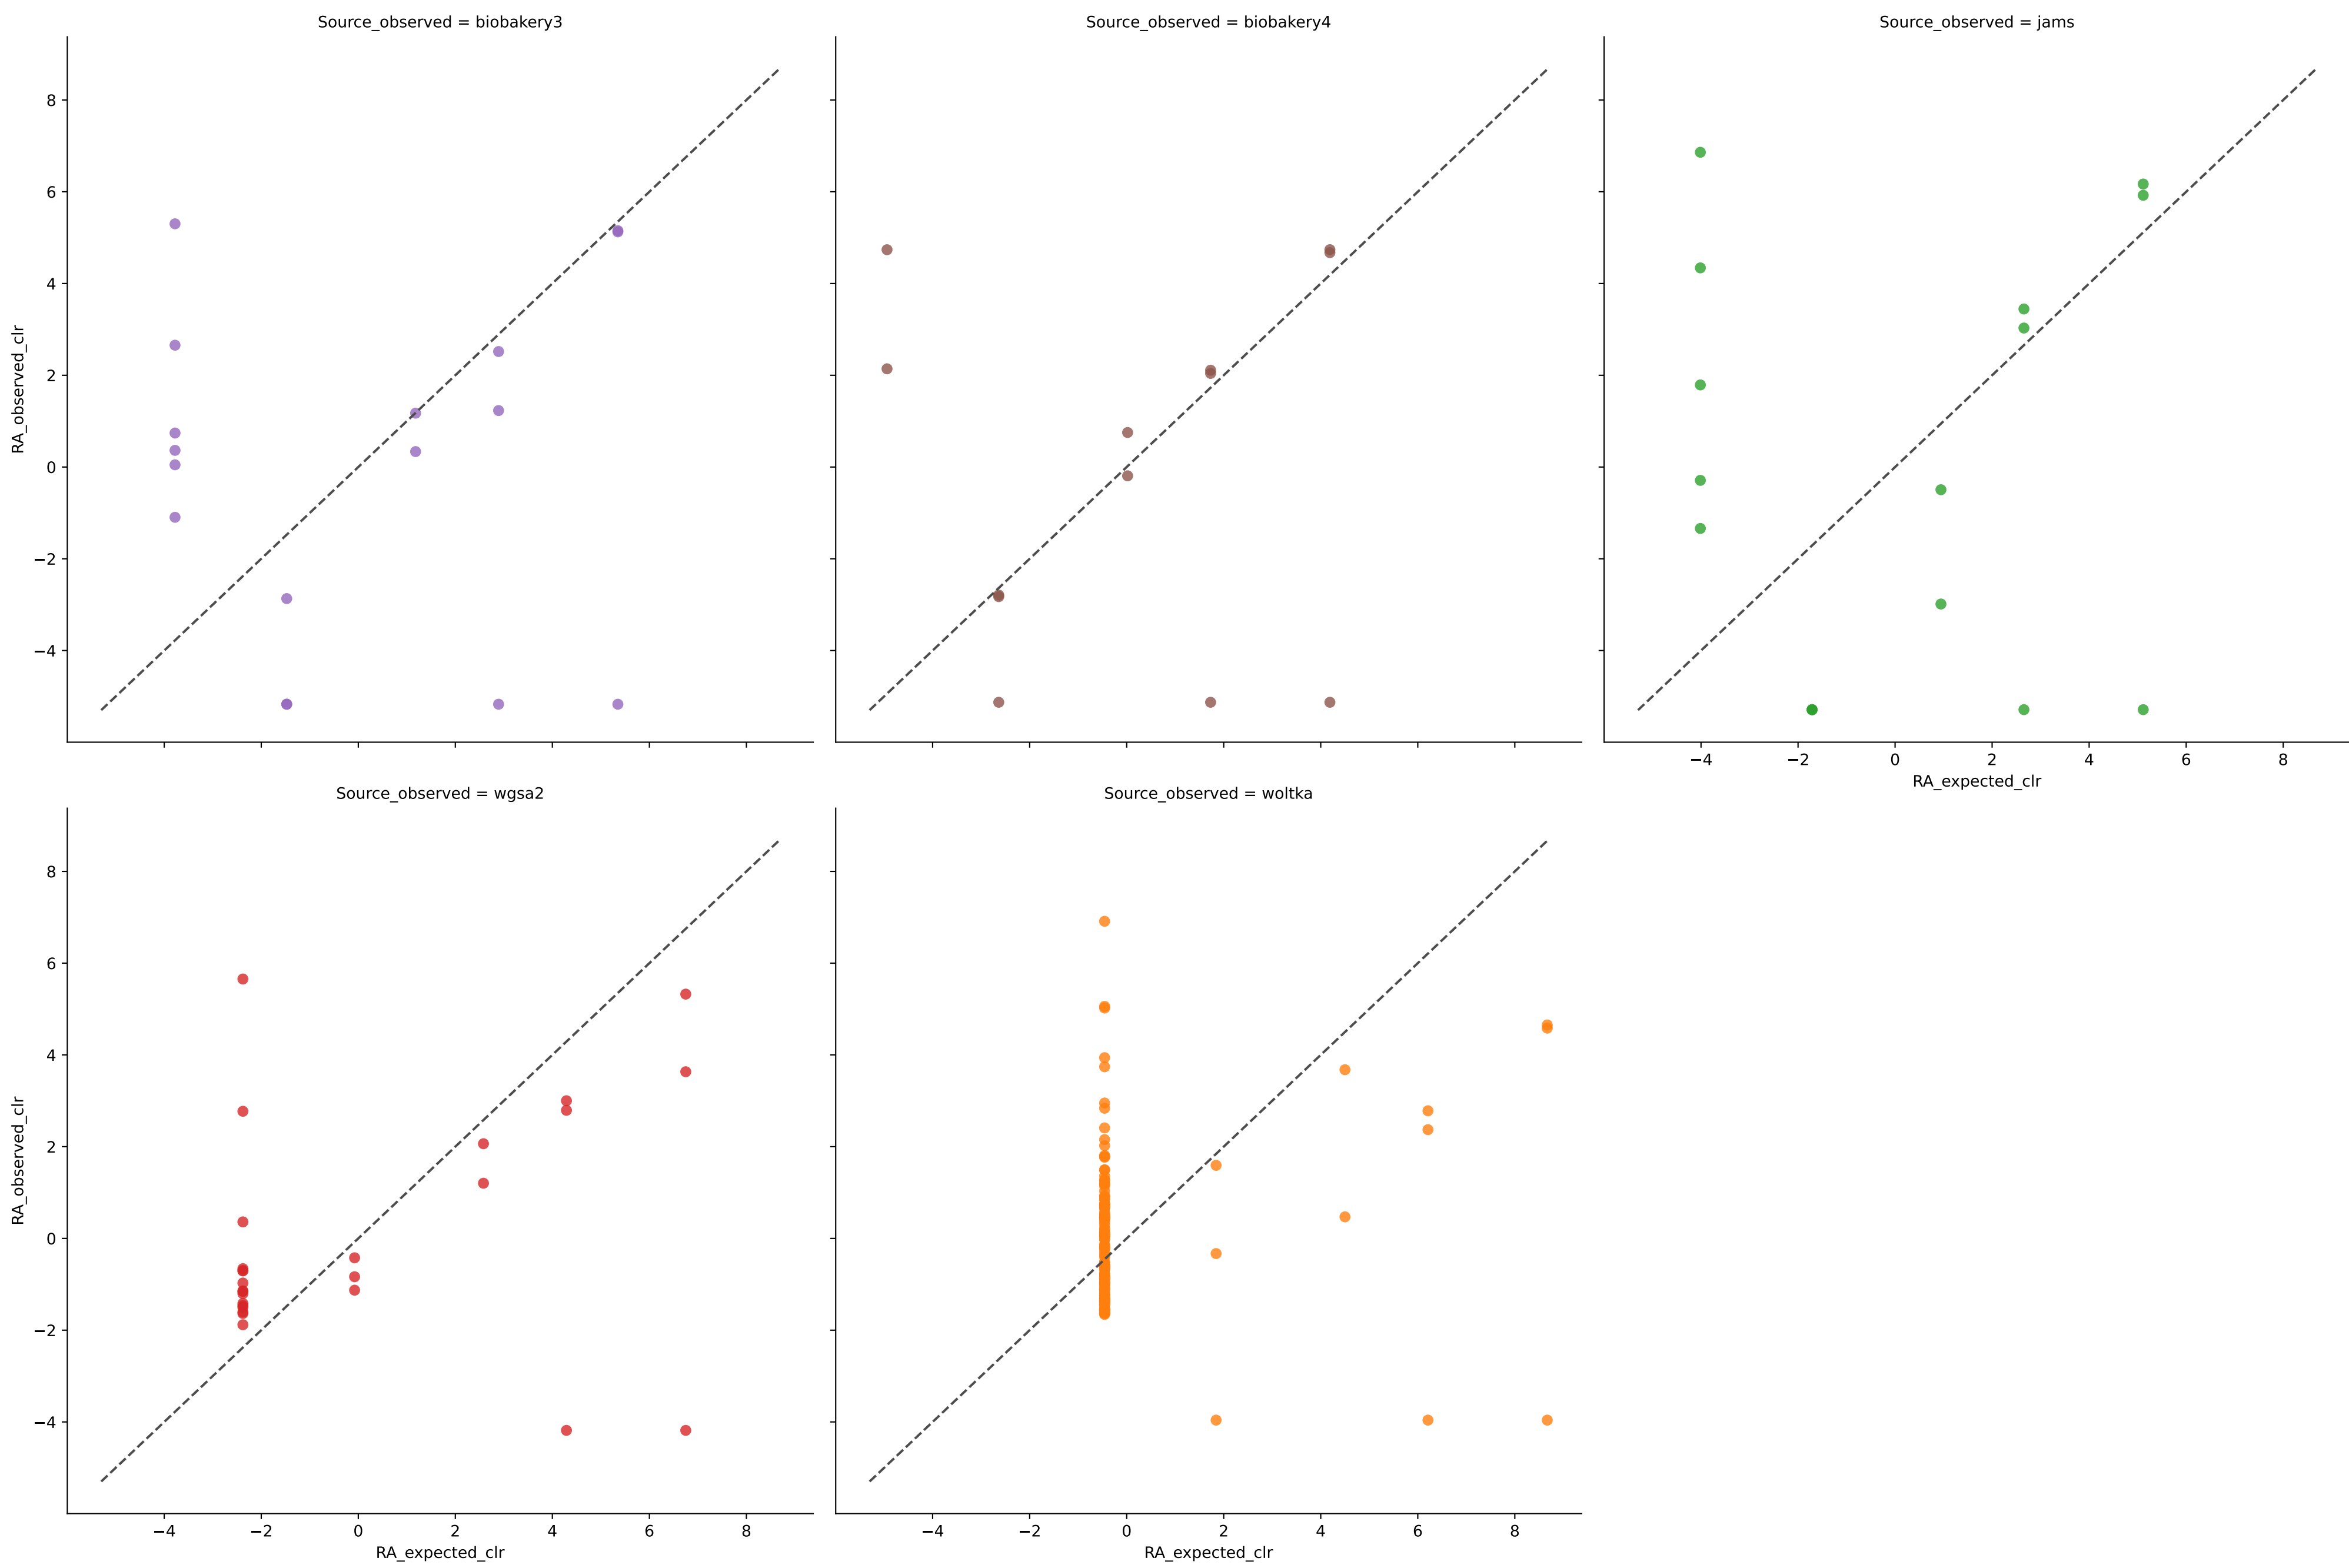 Source_observed = biobakery3
Source_observed = biobakery4
Source_observed = jams
8
6
4
2
0
−2
−4
RA_observed_clr
−4 −2 0 2 4 6 8
RA_expected_clr
Source_observed = wgsa2
Source_observed = woltka
8
6
4
2
0
−2
−4
RA_observed_clr
−4 −2 0 2 4 6 8
RA_expected_clr
−4 −2 0 2 4 6 8
RA_expected_clr